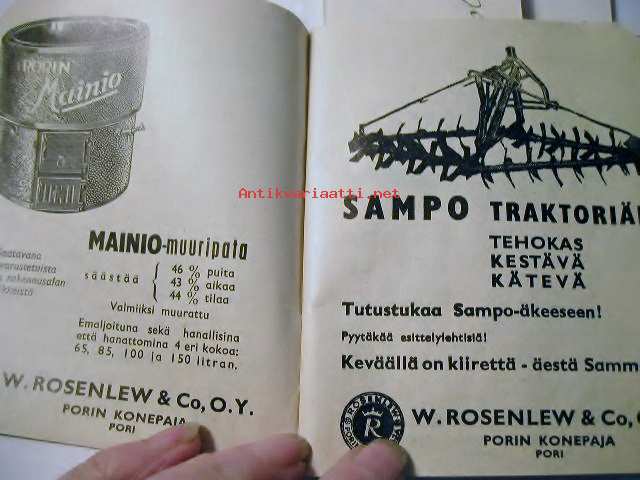 PORIN
Mainio
MAINIO-muuripata
säästää
46 % puita
43 % aikaa
44 % tilaa
Valmiiksi muurattu
Emaljoituna sekä hanallisina
että hanattomina 4 eri kokoa:
65, 85, 100 ja 150 litran.
W. ROSENLEW & Co, O.Y.
PORIN KONEPAJA
PORI
Antikvariaatti.net
SAMPO TRAKTORIÄ
TEHOKAS
KESTÄVÄ
KÄTEVÄ
Tutustukaa Sampo-äkeeseen!
Pyytäkää esittelylehtisiä!
Keväällä on kiirettä - äestä Samm
ROSENLEW
R
W. ROSENLEW & Co,
PORIN KONEPAJA
PORI